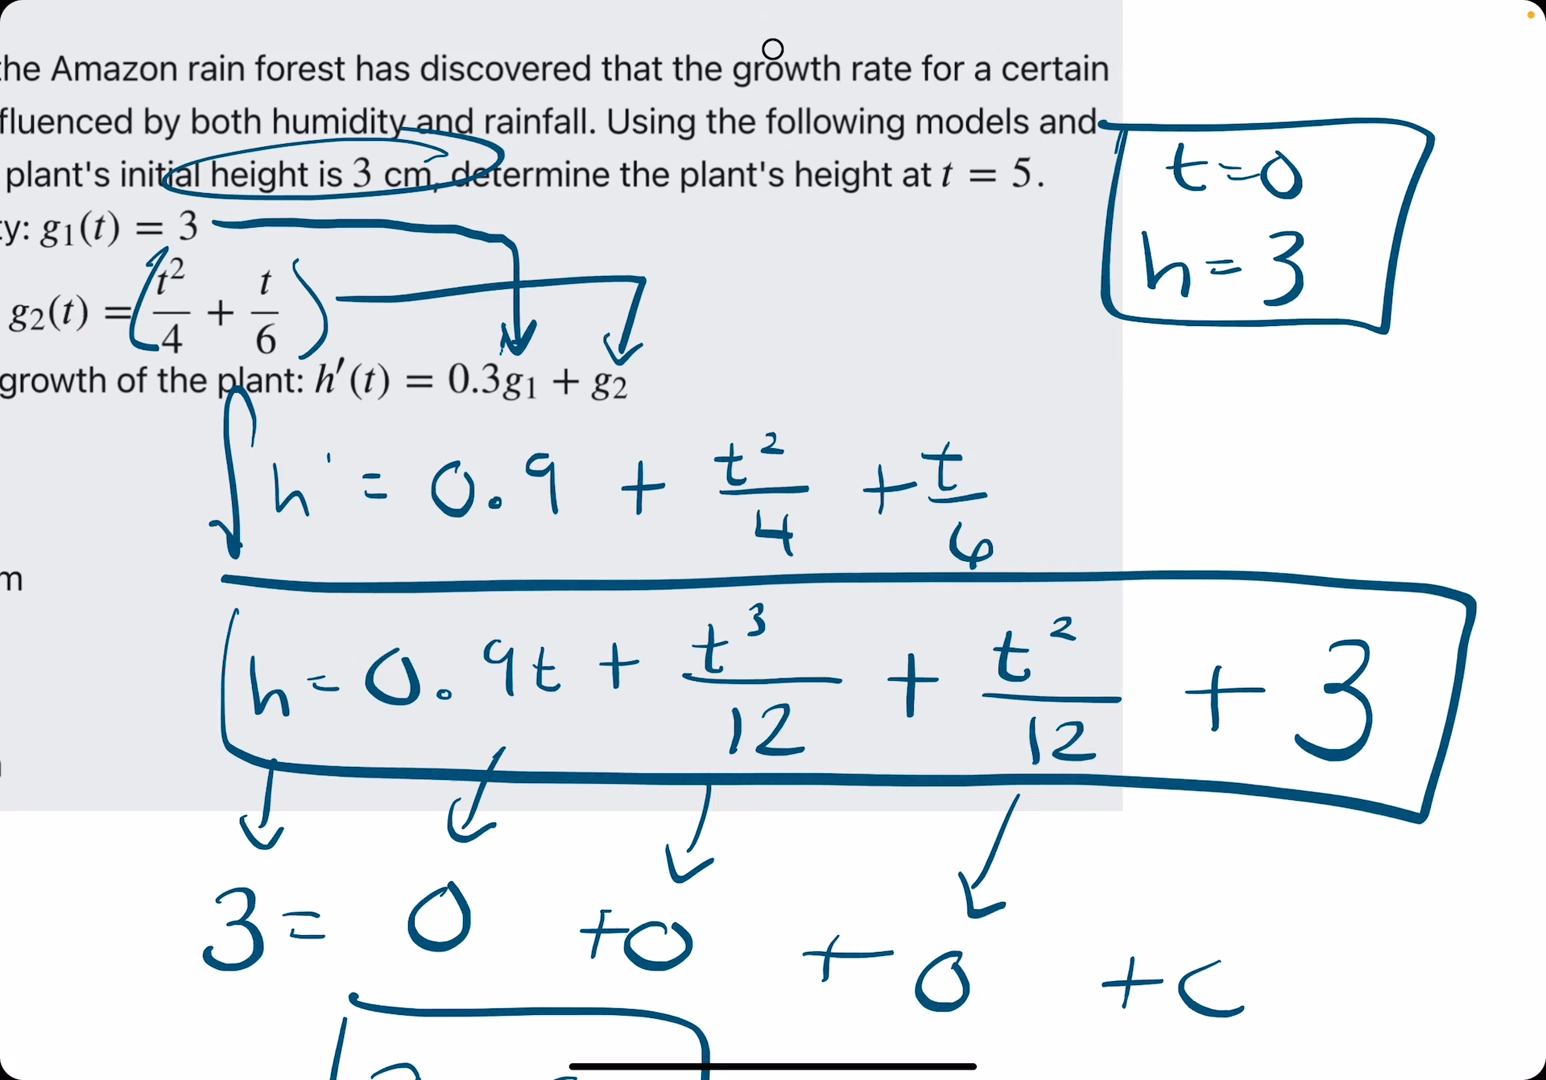 he Amazon rain forest has discovered that the growth rate for a certain
fluenced by both humidity and rainfall. Using the following models and
plant's initial height is 3 cm, determine the plant's height at t = 5.
t=0
h=3
y: g₁(t) = 3
g₂(t) = (t²/4 + t/6)
growth of the plant: h′(t) = 0.3g₁ + g₂
∫ h' = 0.9 + t²/4 + t/6
m
h = 0.9t + t³/12 + t²/12 + 3
3 = 0 + 0 + 0 + c